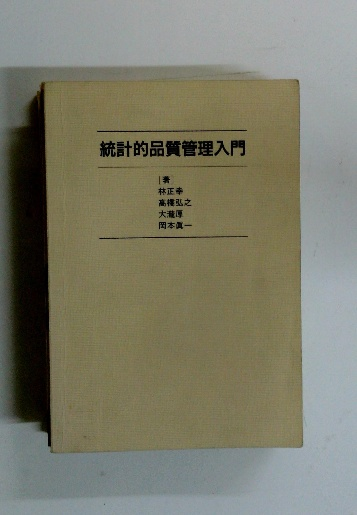 統計的品質管理入門
著
林正幸
高橋弘之
大瀧厚
岡本眞一